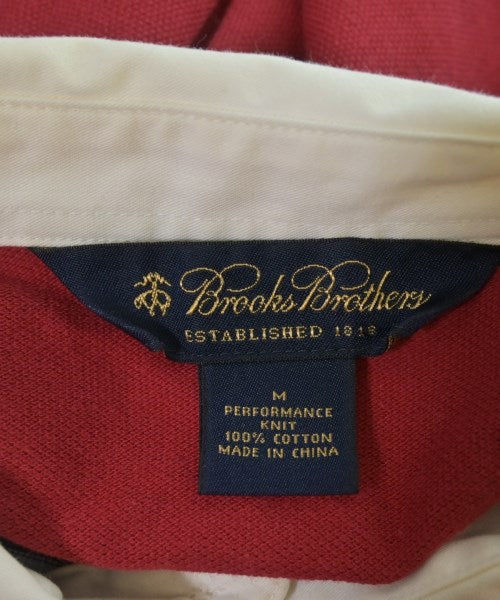 Brooks Brothers
ESTABLISHED 1818
M
PERFORMANCE
KNIT
100% COTTON
MADE IN CHINA